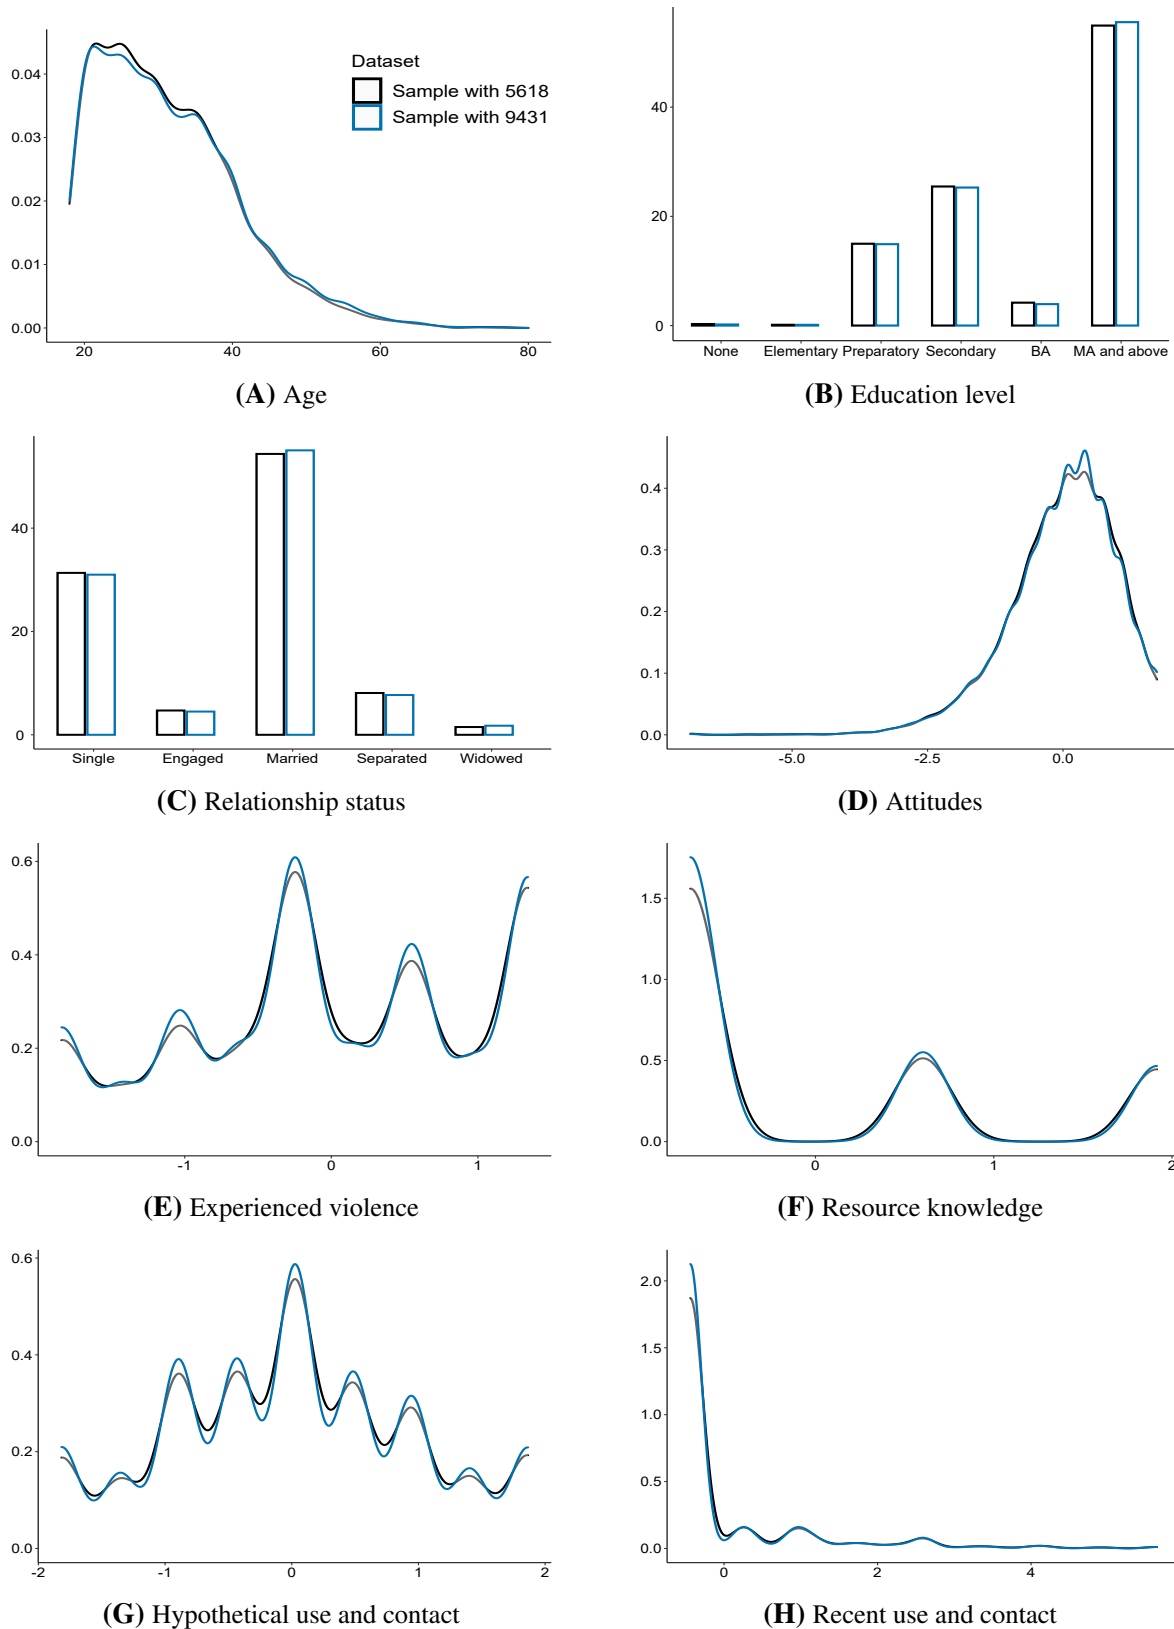 0.04
0.03
0.02
0.01
0.00
20 40 60 80
Dataset
Sample with 5618
Sample with 9431
(A) Age
40
20
0
None Elementary Preparatory Secondary BA MA and above
(B) Education level
40
20
0
Single Engaged Married Separated Widowed
(C) Relationship status
0.4
0.3
0.2
0.1
0.0
-5.0 -2.5 0.0
(D) Attitudes
0.6
0.4
0.2
0.0
-1 0 1
(E) Experienced violence
1.5
1.0
0.5
0.0
0 1 2
(F) Resource knowledge
0.6
0.4
0.2
0.0
-2 -1 0 1 2
(G) Hypothetical use and contact
2.0
1.5
1.0
0.5
0.0
0 2 4
(H) Recent use and contact